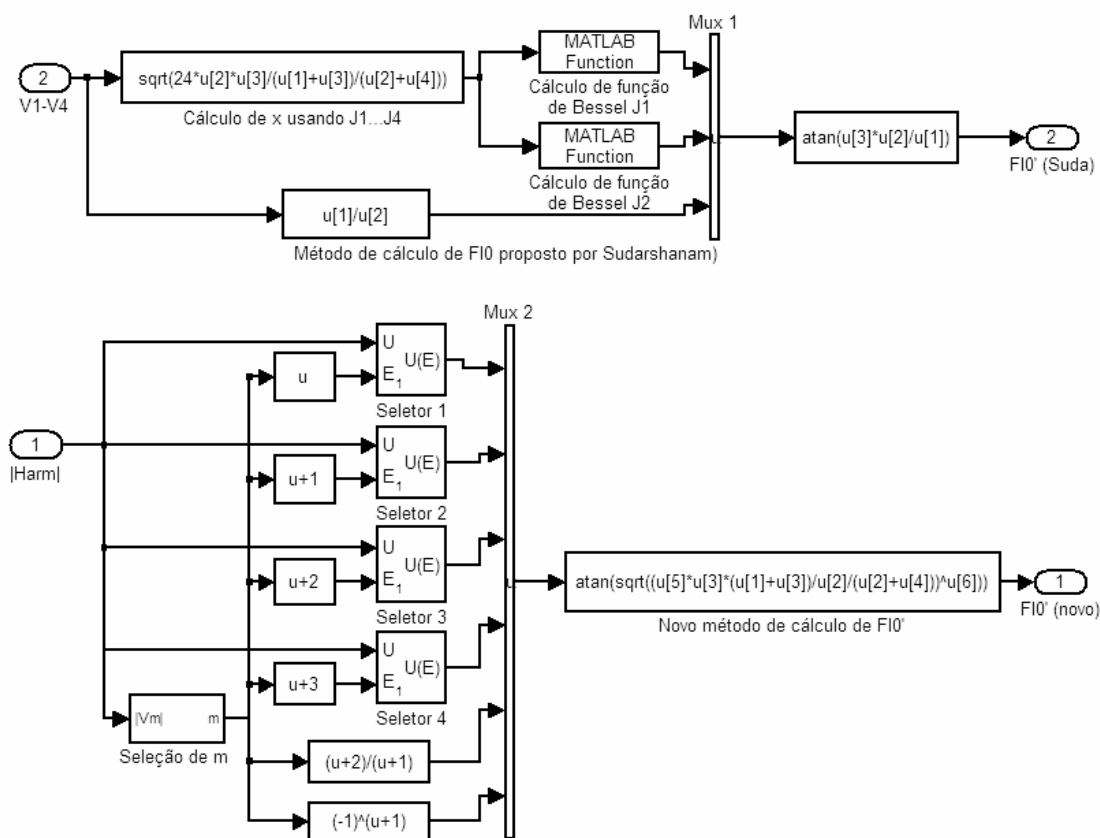 Mux 1
2
V1-V4
sqrt(24*u[2]*u[3]/(u[1]+u[3])/(u[2]+u[4]))
Cálculo de x usando J1...J4
MATLAB
Function
Cálculo de função
de Bessel J1
MATLAB
Function
Cálculo de função
de Bessel J2
u
atan(u[3]*u[2]/u[1])
2
FI0' (Suda)
u[1]/u[2]
Método de cálculo de FI0 proposto por Sudarshanam)
Mux 2
1
|Harm|
u
U
E1
U(E)
Seletor 1
u+1
U
E1
U(E)
Seletor 2
u+2
U
E1
U(E)
Seletor 3
u+3
U
E1
U(E)
Seletor 4
|Vm|
m
Seleção de m
(u+2)/(u+1)
(-1)^(u+1)
u
atan(sqrt((u[5]*u[3]*(u[1]+u[3])/u[2]/(u[2]+u[4]))^u[6]))
Novo método de cálculo de FI0'
1
FI0' (novo)